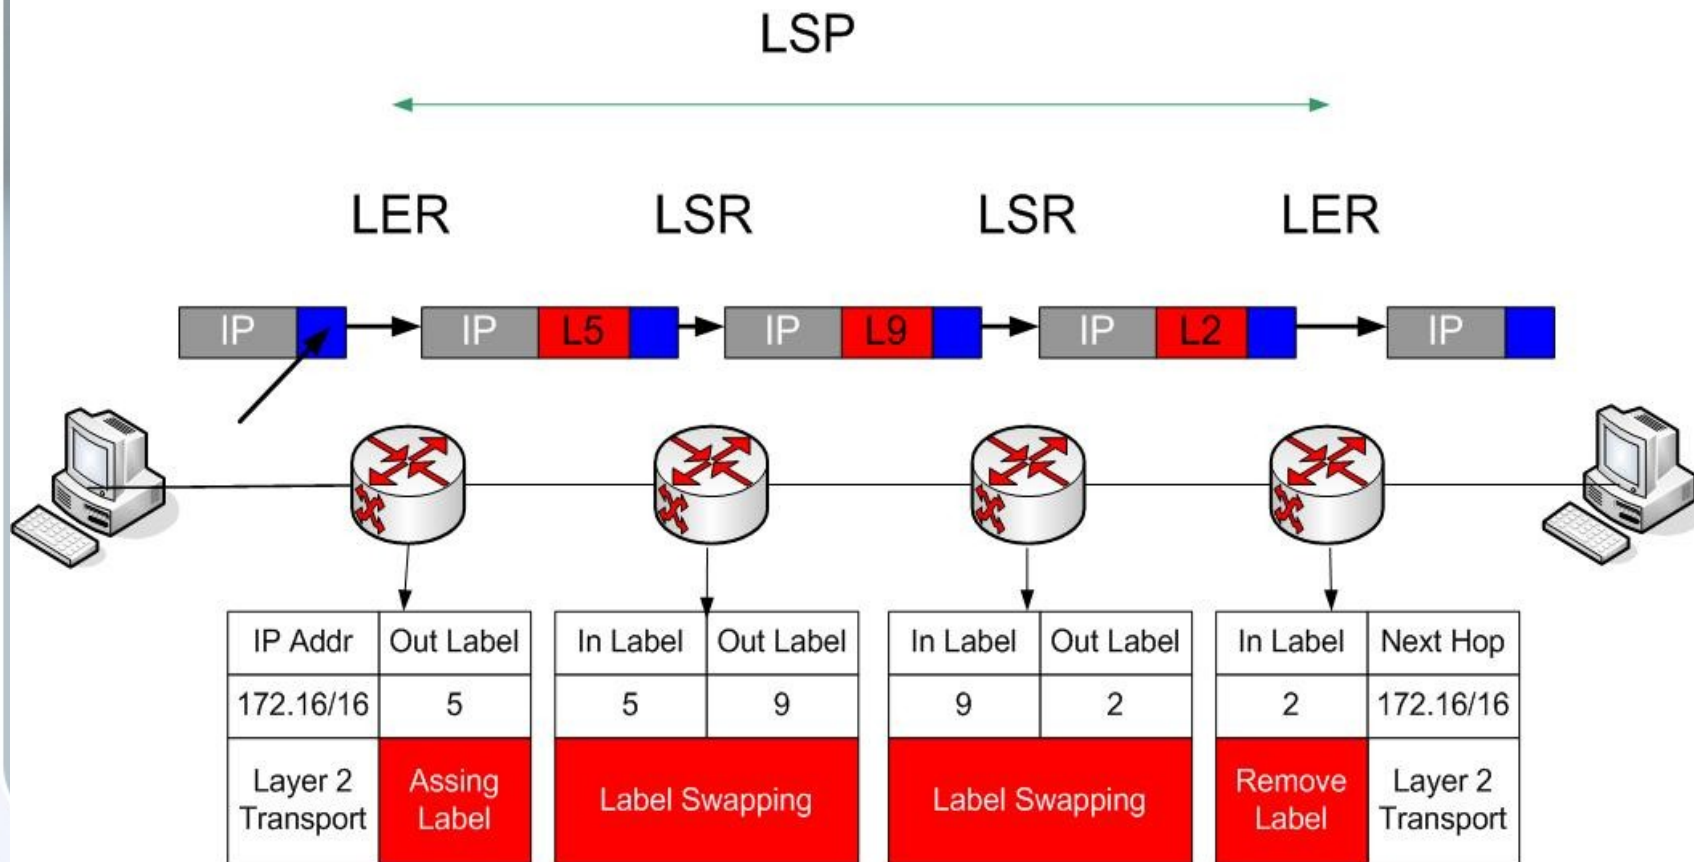 LSP
LER LSR LSR LER
IP IP L5 IP L9 IP L2 IP
IP Addr Out Label In Label Out Label In Label Out Label In Label Next Hop
172.16/16 5 5 9 9 2 2 172.16/16
Layer 2 Assing Remove Layer 2
Label Swapping Label Swapping
Transport Label Label Transport